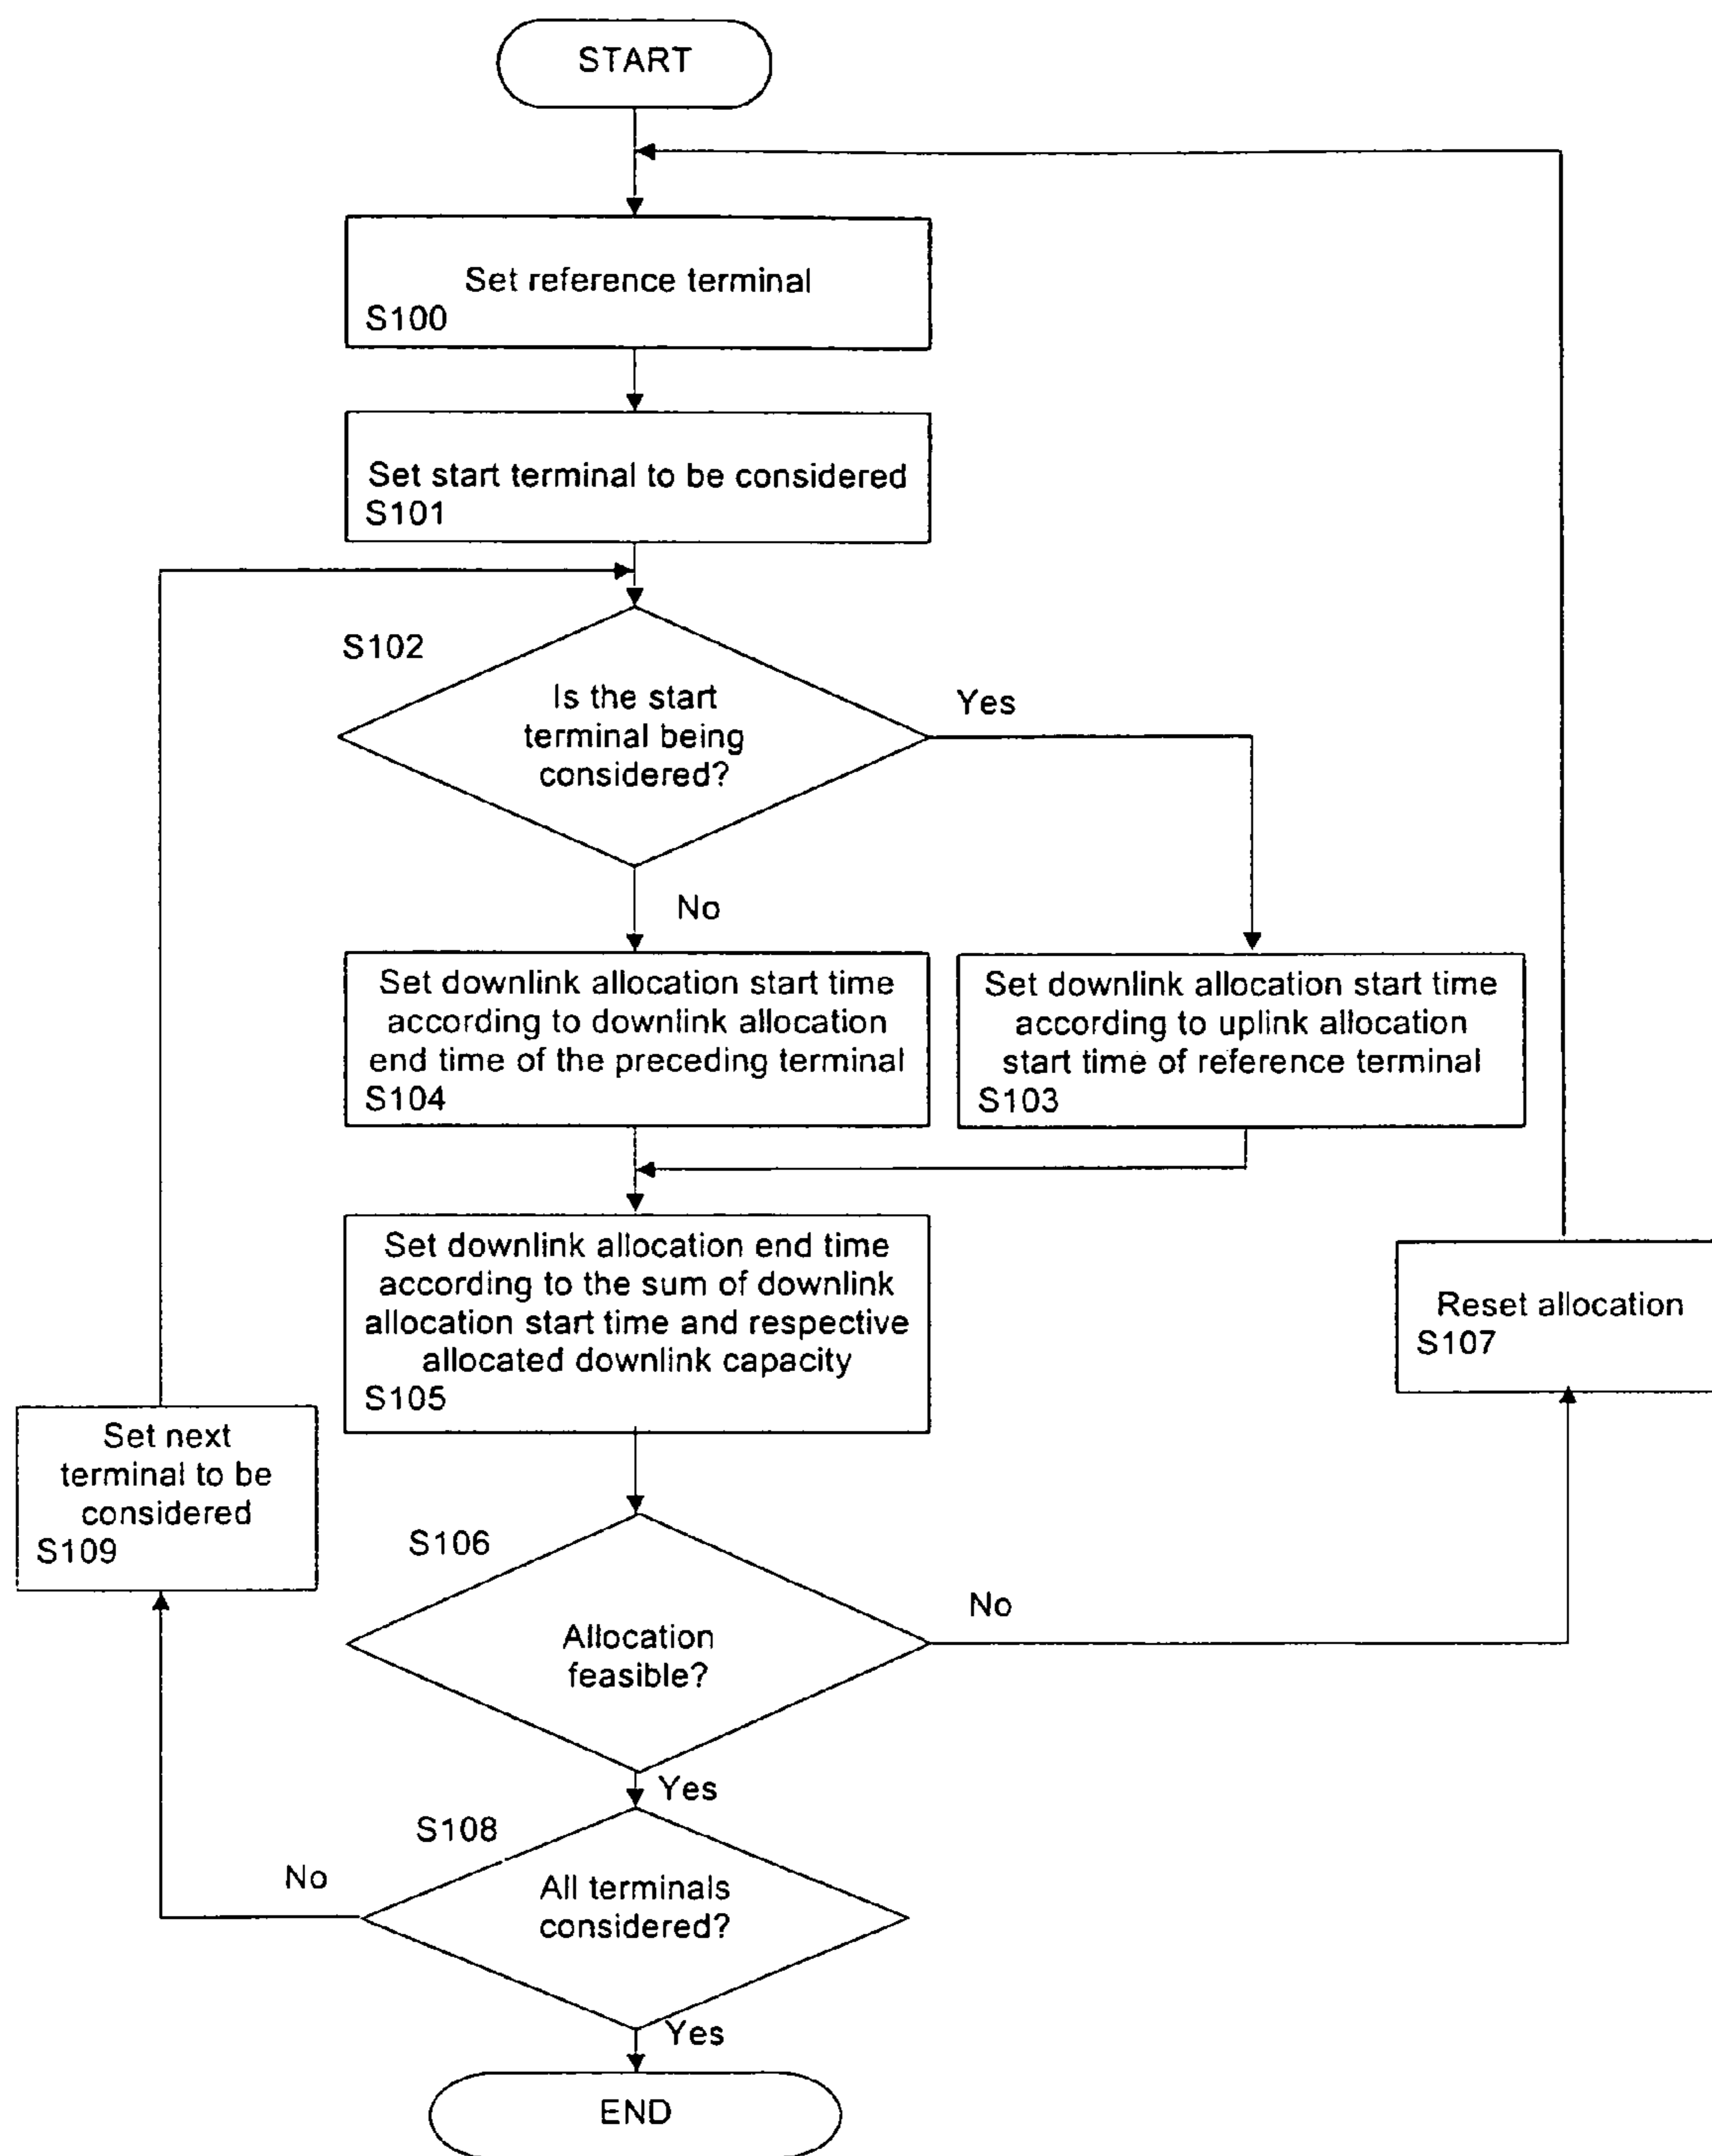 START
Set reference terminal
S100
Set start terminal to be considered
S101
S102
Is the start
terminal being
considered?
Yes
No
Set downlink allocation start time
according to downlink allocation
end time of the preceding terminal
S104
Set downlink allocation start time
according to uplink allocation
start time of reference terminal
S103
Set downlink allocation end time
according to the sum of downlink
allocation start time and respective
allocated downlink capacity
S105
Reset allocation
S107
Set next
terminal to be
considered
S109
S106
Allocation
feasible?
No
Yes
S108
All terminals
considered?
No
Yes
END